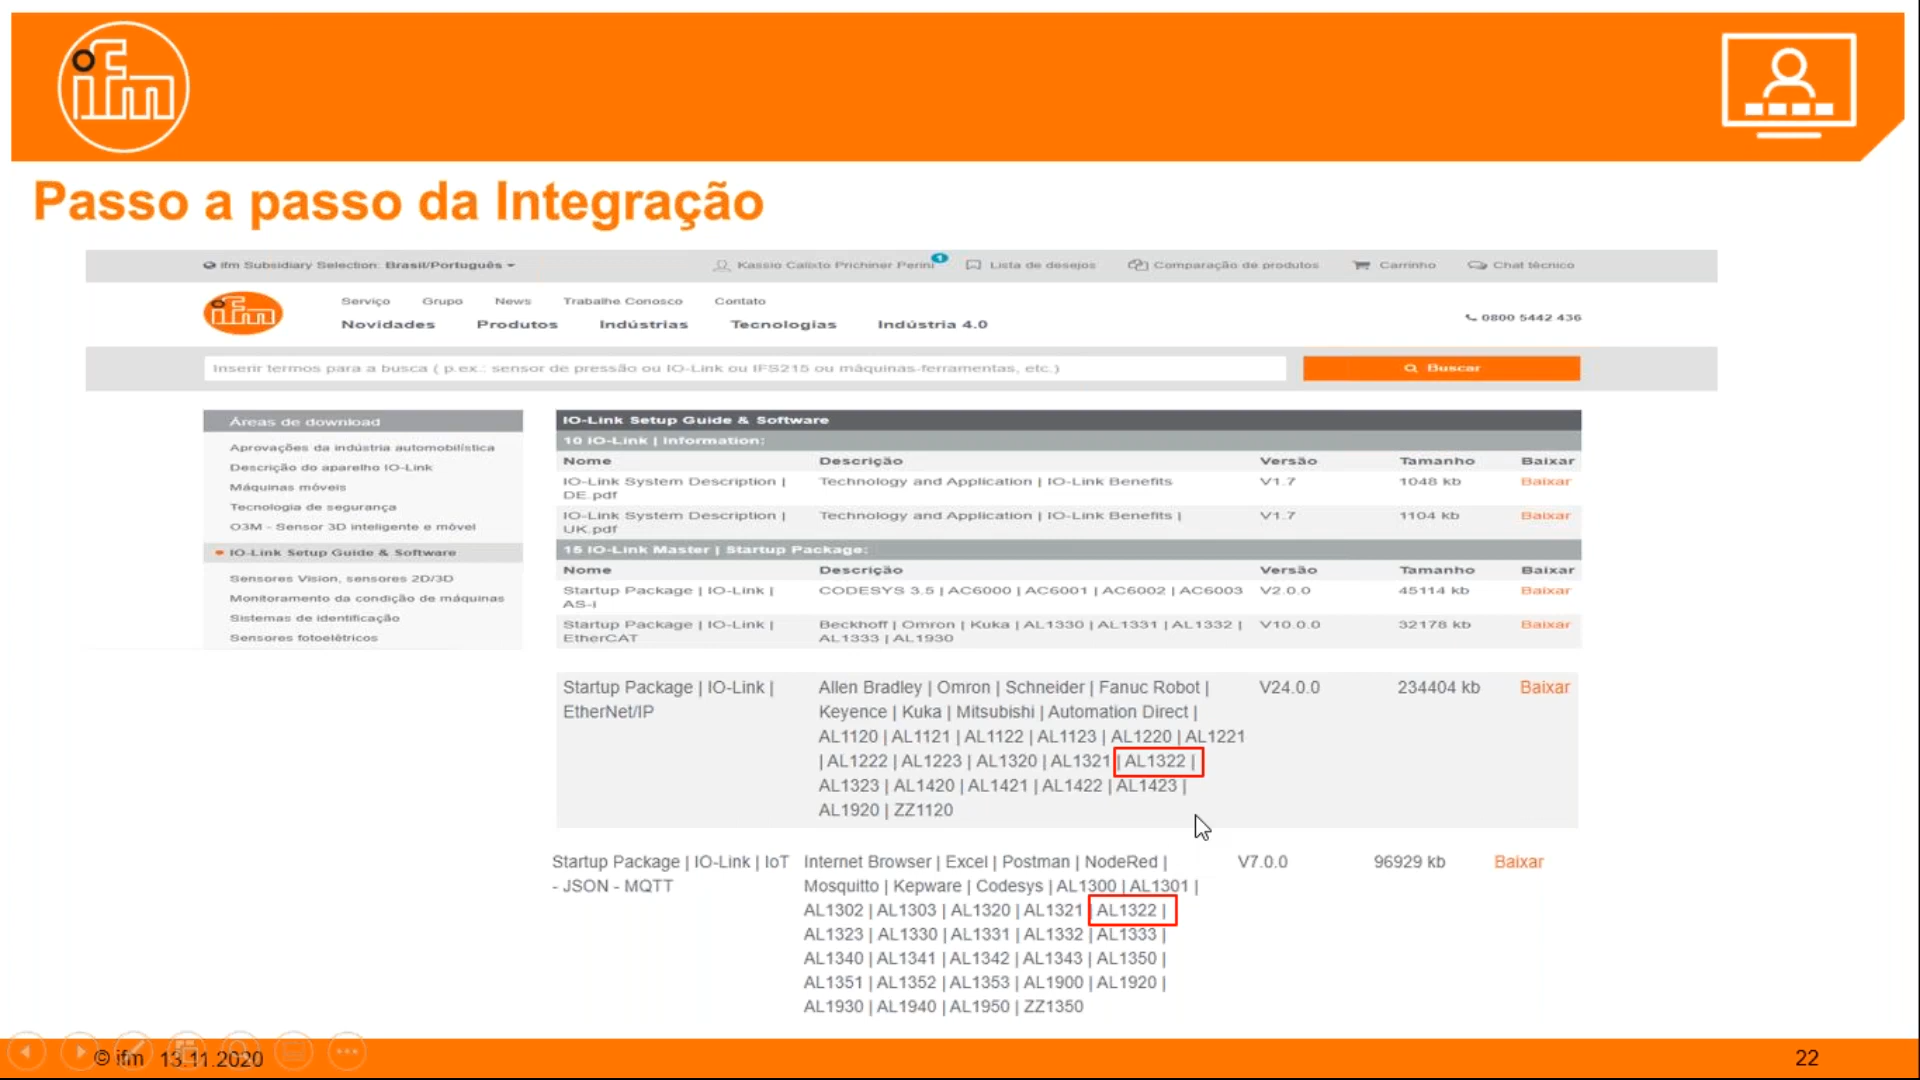 ifm
Passo a passo da Integração
ifm Subsidiary Selection: Brasil/Português
Kassio Calixto Prichiner Perini
1
Lista de desejos
Comparação de produtos
Carrinho
Chat técnico
ifm
Serviço Grupo News Trabalhe Conosco Contato
Novidades Produtos Indústrias Tecnologias Indústria 4.0
0800 5442 436
Inserir termos para a busca ( p.ex.: sensor de pressão ou IO-Link ou IFS215 ou máquinas-ferramentas, etc.)
Buscar
Áreas de download
Aprovações da indústria automobilística
Descrição do aparelho IO-Link
Máquinas móveis
Tecnologia de segurança
O3M - Sensor 3D inteligente e móvel
IO-Link Setup Guide & Software
Sensores Vision, sensores 2D/3D
Monitoramento da condição de máquinas
Sistemas de identificação
Sensores fotoelétricos
IO-Link Setup Guide & Software
10 IO-Link | Information:
Nome Descrição Versão Tamanho Baixar
IO-Link System Description | Technology and Application | IO-Link Benefits V1.7 1048 kb Baixar
DE.pdf
IO-Link System Description | Technology and Application | IO-Link Benefits | V1.7 1104 kb Baixar
UK.pdf
15 IO-Link Master | Startup Package:
Nome Descrição Versão Tamanho Baixar
Startup Package | IO-Link | CODESYS 3.5 | AC6000 | AC6001 | AC6002 | AC6003 V2.0.0 45114 kb Baixar
AS-i
Startup Package | IO-Link | Beckhoff | Omron | Kuka | AL1330 | AL1331 | AL1332 | V10.0.0 32178 kb Baixar
EtherCAT AL1333 | AL1930
Startup Package | IO-Link | Allen Bradley | Omron | Schneider | Fanuc Robot | V24.0.0 234404 kb Baixar
EtherNet/IP Keyence | Kuka | Mitsubishi | Automation Direct |
AL1120 | AL1121 | AL1122 | AL1123 | AL1220 | AL1221
| AL1222 | AL1223 | AL1320 | AL1321 | AL1322 |
AL1323 | AL1420 | AL1421 | AL1422 | AL1423 |
AL1920 | ZZ1120
Startup Package | IO-Link | IoT Internet Browser | Excel | Postman | NodeRed | V7.0.0 96929 kb Baixar
- JSON - MQTT Mosquitto | Kepware | Codesys | AL1300 | AL1301 |
AL1302 | AL1303 | AL1320 | AL1321 | AL1322 |
AL1323 | AL1330 | AL1331 | AL1332 | AL1333 |
AL1340 | AL1341 | AL1342 | AL1343 | AL1350 |
AL1351 | AL1352 | AL1353 | AL1900 | AL1920 |
AL1930 | AL1940 | AL1950 | ZZ1350
© ifm 13.11.2020
22